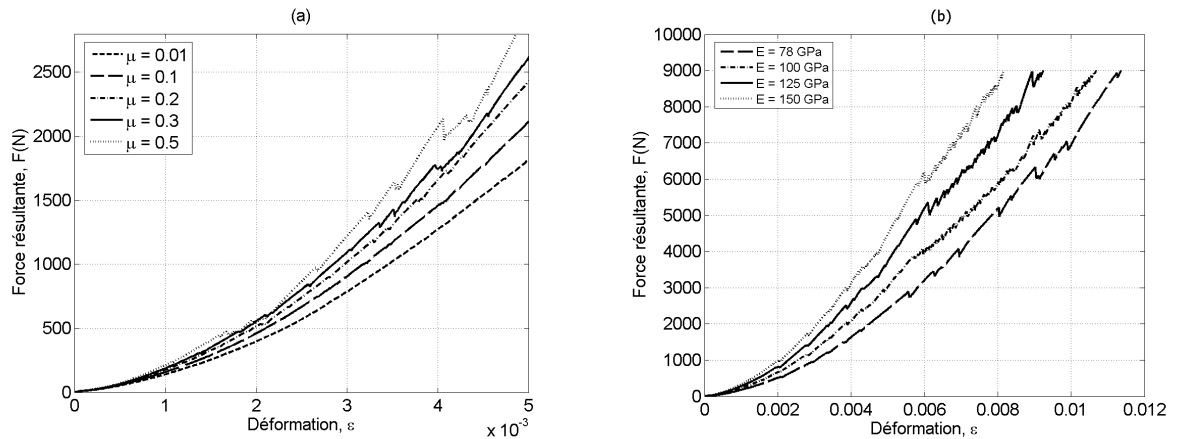 (a)
2500
2000
1500
1000
500
0
0 1 2 3 4 5
x 10⁻³
Force résultante, F(N)
Déformation, ε
μ = 0.01
μ = 0.1
μ = 0.2
μ = 0.3
μ = 0.5
(b)
10000
9000
8000
7000
6000
5000
4000
3000
2000
1000
0
0 0.002 0.004 0.006 0.008 0.01 0.012
Force résultante, F(N)
Déformation, ε
E = 78 GPa
E = 100 GPa
E = 125 GPa
E = 150 GPa